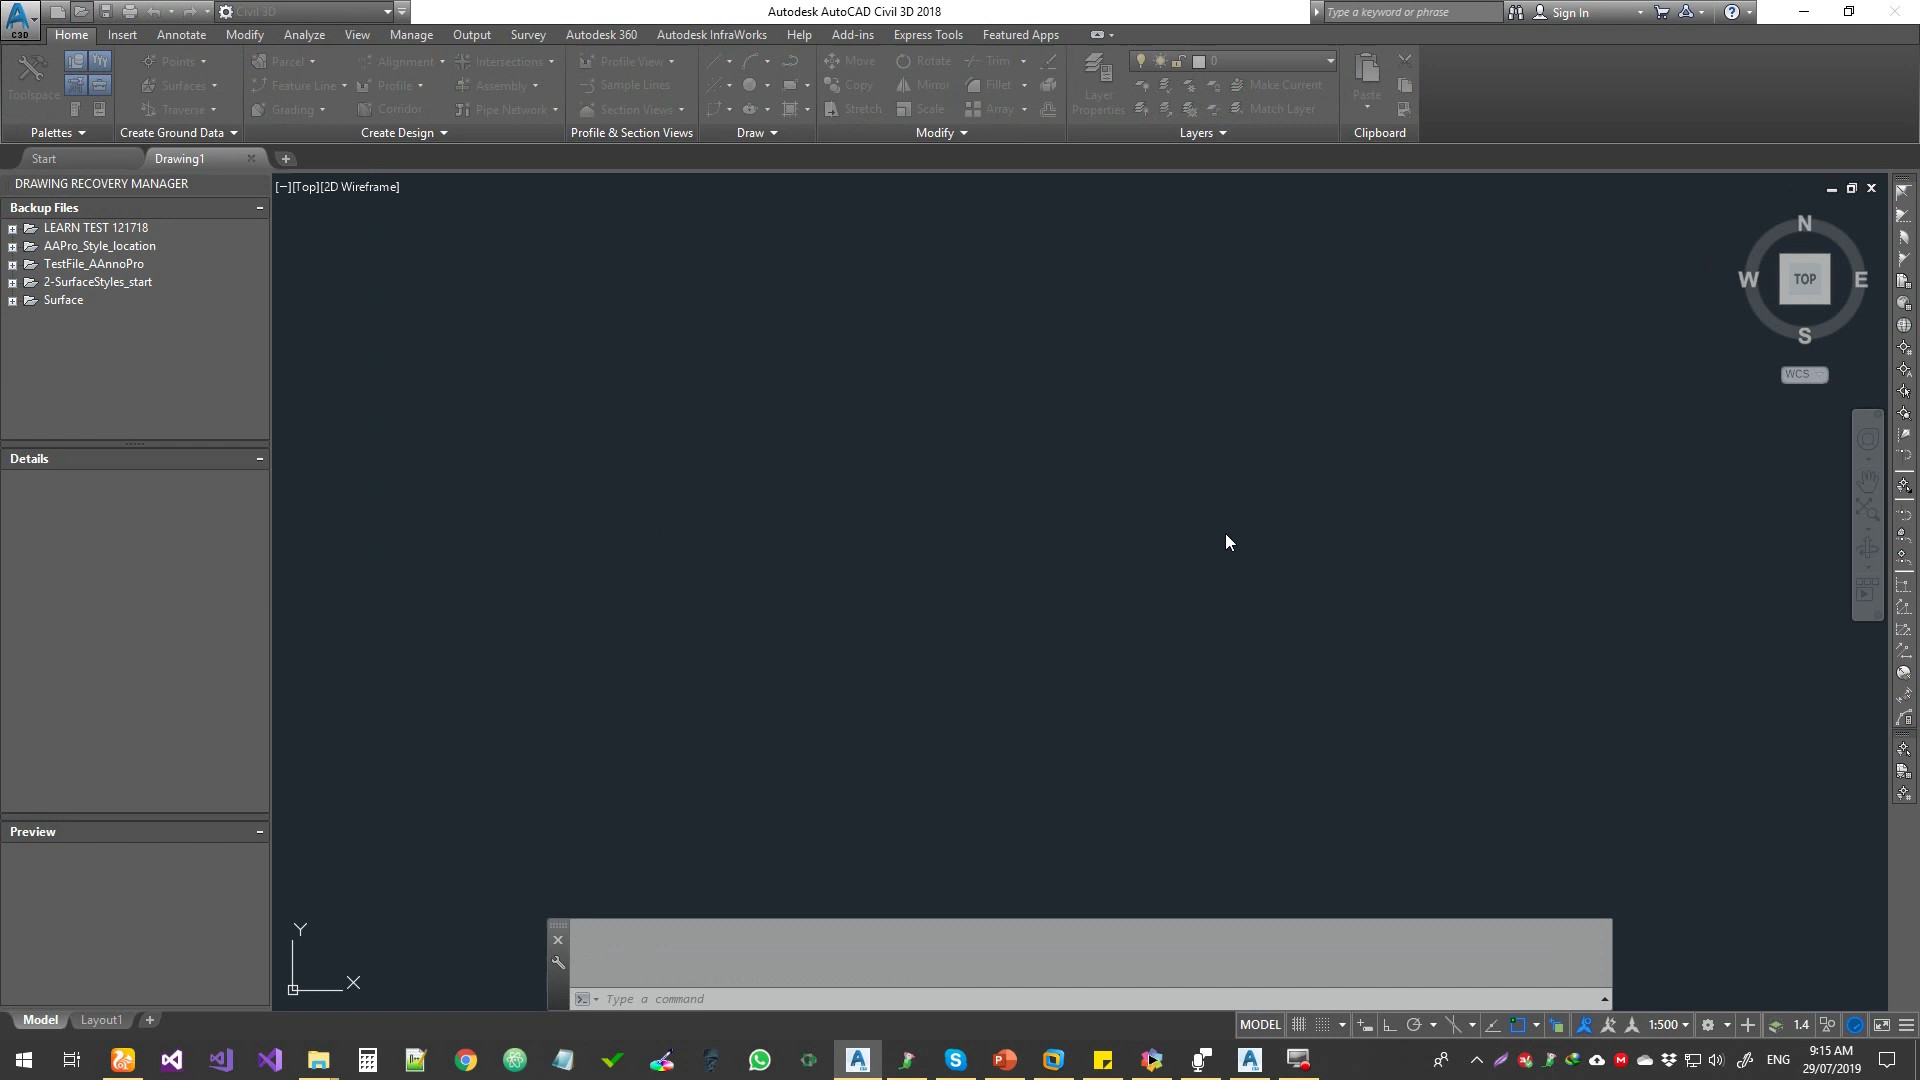 C3D
Civil 3D
Autodesk AutoCAD Civil 3D 2018
Type a keyword or phrase
Sign In
Home
Insert
Annotate
Modify
Analyze
View
Manage
Output
Survey
Autodesk 360
Autodesk InfraWorks
Help
Add-ins
Express Tools
Featured Apps
Toolspace
Points
Surfaces
Traverse
Parcel
Feature Line
Grading
Alignment
Profile
Corridor
Intersections
Assembly
Pipe Network
Profile View
Sample Lines
Section Views
Move
Copy
Stretch
Rotate
Mirror
Scale
Trim
Fillet
Array
Layer
Properties
0
Make Current
Match Layer
Paste
Palettes
Create Ground Data
Create Design
Profile & Section Views
Draw
Modify
Layers
Clipboard
Start
Drawing1
DRAWING RECOVERY MANAGER
Backup Files
LEARN TEST 121718
AAPro_Style_location
TestFile_AAnnoPro
2-SurfaceStyles_start
Surface
Details
Preview
[−][Top][2D Wireframe]
N
W
TOP
E
S
WCS
Y
X
Type a command
Model
Layout1
MODEL
1:500
1.4
ENG
9:15 AM
29/07/2019